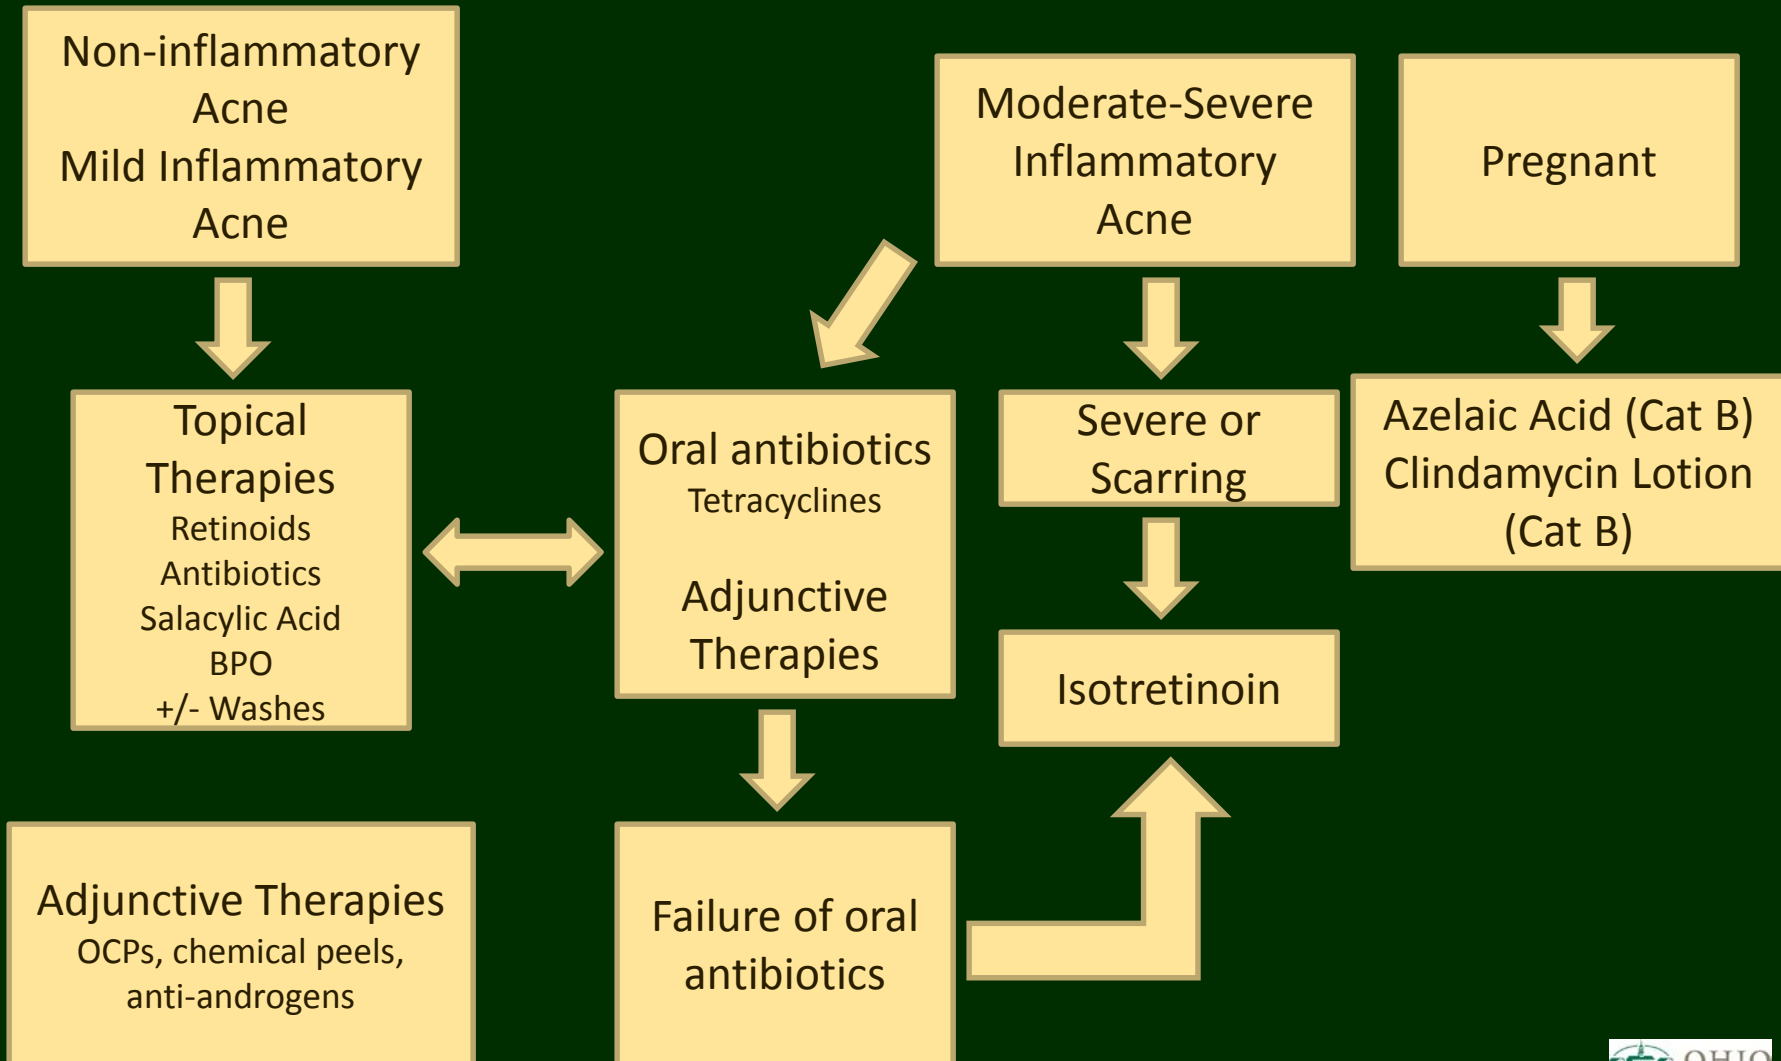 Non-inflammatory
Acne
Mild Inflammatory
Acne
Moderate-Severe
Inflammatory
Acne
Pregnant
Topical
Therapies
Retinoids
Antibiotics
Salacylic Acid
BPO
+/- Washes
Oral antibiotics
Tetracyclines
Adjunctive
Therapies
Severe or
Scarring
Azelaic Acid (Cat B)
Clindamycin Lotion
(Cat B)
Isotretinoin
Adjunctive Therapies
OCPs, chemical peels,
anti-androgens
Failure of oral
antibiotics
OHIO